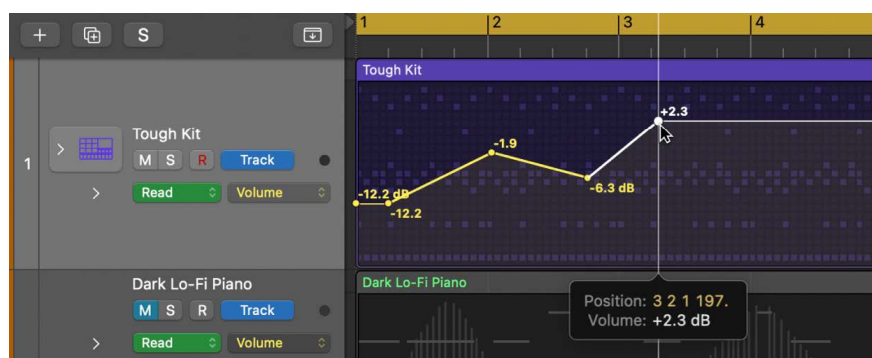 + S
1 2 3 4
Tough Kit
1
Tough Kit
M S R Track
Read Volume
+2.3
-1.9
-6.3 dB
-12.2 dB
-12.2
Dark Lo-Fi Piano
M S R Track
Read Volume
Dark Lo-Fi Piano
Position: 3 2 1 197.
Volume: +2.3 dB